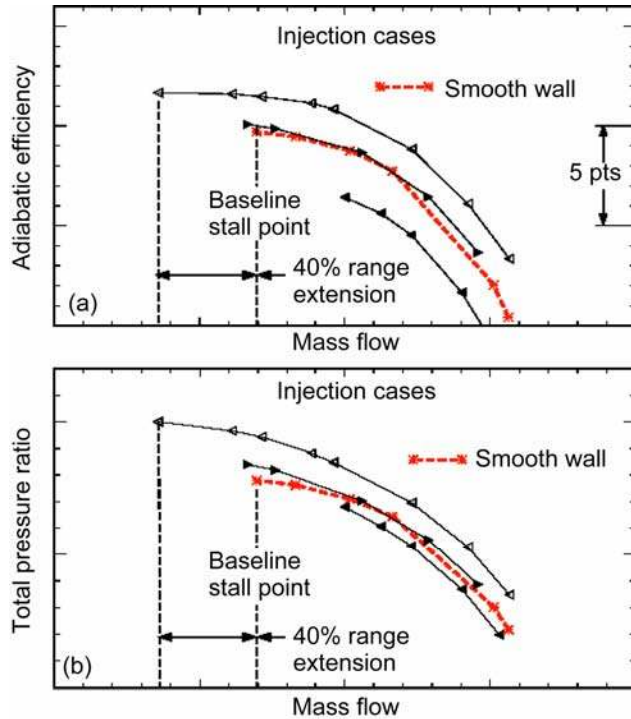 Injection cases
Smooth wall
Adiabatic efficiency
5 pts
Baseline
stall point
40% range
extension
(a)
Mass flow
Injection cases
Smooth wall
Total pressure ratio
Baseline
stall point
40% range
extension
(b)
Mass flow